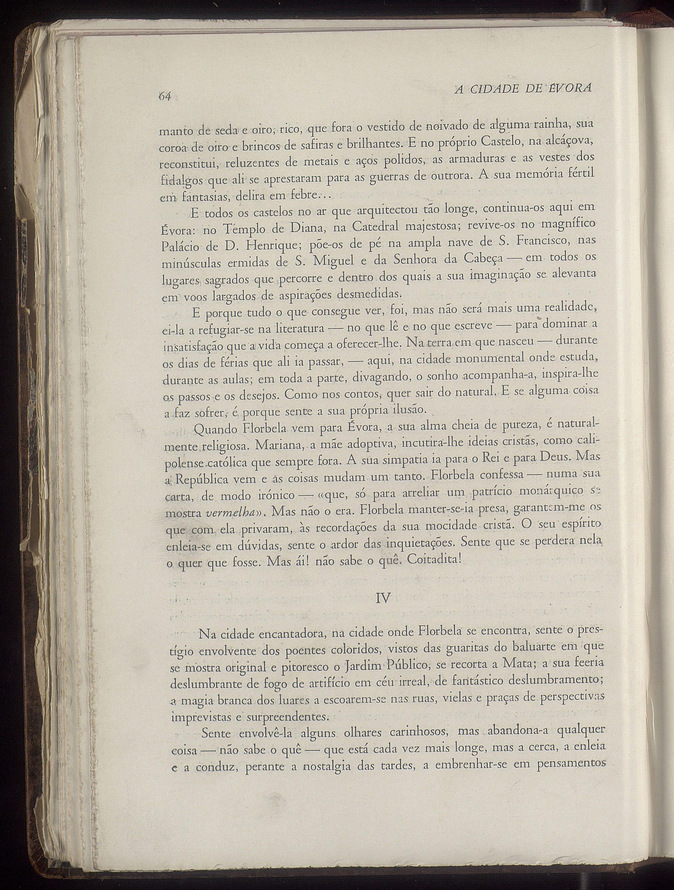 64
A CIDADE DE ÉVORA
manto de seda e oiro, rico, que fora o vestido de noivado de alguma rainha, sua
coroa de oiro e brincos de safiras e brilhantes. E no próprio Castelo, na alcáçova,
reconstitui, reluzentes de metais e aços polidos, as armaduras e as vestes dos
fidalgos que ali se aprestaram para as guerras de outrora. A sua memória fértil
em fantasias, delira em febre...
E todos os castelos no ar que arquitectou tão longe, continua-os aqui em
Évora: no Templo de Diana, na Catedral majestosa; revive-os no magnífico
Palácio de D. Henrique; põe-os de pé na ampla nave de S. Francisco, nas
minúsculas ermidas de S. Miguel e da Senhora da Cabeça — em todos os
lugares sagrados que percorre e dentro dos quais a sua imaginação se alevanta
em voos largados de aspirações desmedidas.
E porque tudo o que consegue ver, foi, mas não será mais uma realidade,
ei-la a refugiar-se na literatura — no que lê e no que escreve — para dominar a
insatisfação que a vida começa a oferecer-lhe. Na terra em que nasceu — durante
os dias de férias que ali ia passar, — aqui, na cidade monumental onde estuda,
durante as aulas; em toda a parte, divagando, o sonho acompanha-a, inspira-lhe
os passos e os desejos. Como nos contos, quer sair do natural. E se alguma coisa
a faz sofrer, é porque sente a sua própria ilusão.
Quando Florbela vem para Évora, a sua alma cheia de pureza, é natural-
mente religiosa. Mariana, a mãe adoptiva, incutira-lhe ideias cristãs, como cali-
polense católica que sempre fora. A sua simpatia ia para o Rei e para Deus. Mas
a República vem e as coisas mudam um tanto. Florbela confessa — numa sua
carta, de modo irónico — «que, só para arreliar um patrício monárquico se
mostra vermelha». Mas não o era. Florbela manter-se-ia presa, garantem-me os
que com ela privaram, às recordações da sua mocidade cristã. O seu espírito
enleia-se em dúvidas, sente o ardor das inquietações. Sente que se perdera nela
o quer que fosse. Mas ái! não sabe o quê. Coitadita!
IV
Na cidade encantadora, na cidade onde Florbela se encontra, sente o pres-
tígio envolvente dos poentes coloridos, vistos das guaritas do baluarte em que
se mostra original e pitoresco o Jardim Público, se recorta a Mata; a sua feeria
deslumbrante de fogo de artifício em céu irreal, de fantástico deslumbramento;
a magia branca dos luares a escoarem-se nas ruas, vielas e praças de perspectivas
imprevistas e surpreendentes.
Sente envolvê-la alguns olhares carinhosos, mas abandona-a qualquer
coisa — não sabe o quê — que está cada vez mais longe, mas a cerca, a enleia
e a conduz, perante a nostalgia das tardes, a embrenhar-se em pensamentos